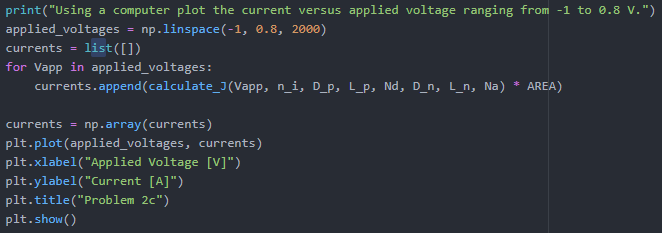 print("Using a computer plot the current versus applied voltage ranging from -1 to 0.8 V.")
applied_voltages = np.linspace(-1, 0.8, 2000)
currents = list([])
for Vapp in applied_voltages:
    currents.append(calculate_J(Vapp, n_i, D_p, L_p, Nd, D_n, L_n, Na) * AREA)
currents = np.array(currents)
plt.plot(applied_voltages, currents)
plt.xlabel("Applied Voltage [V]")
plt.ylabel("Current [A]")
plt.title("Problem 2c")
plt.show()